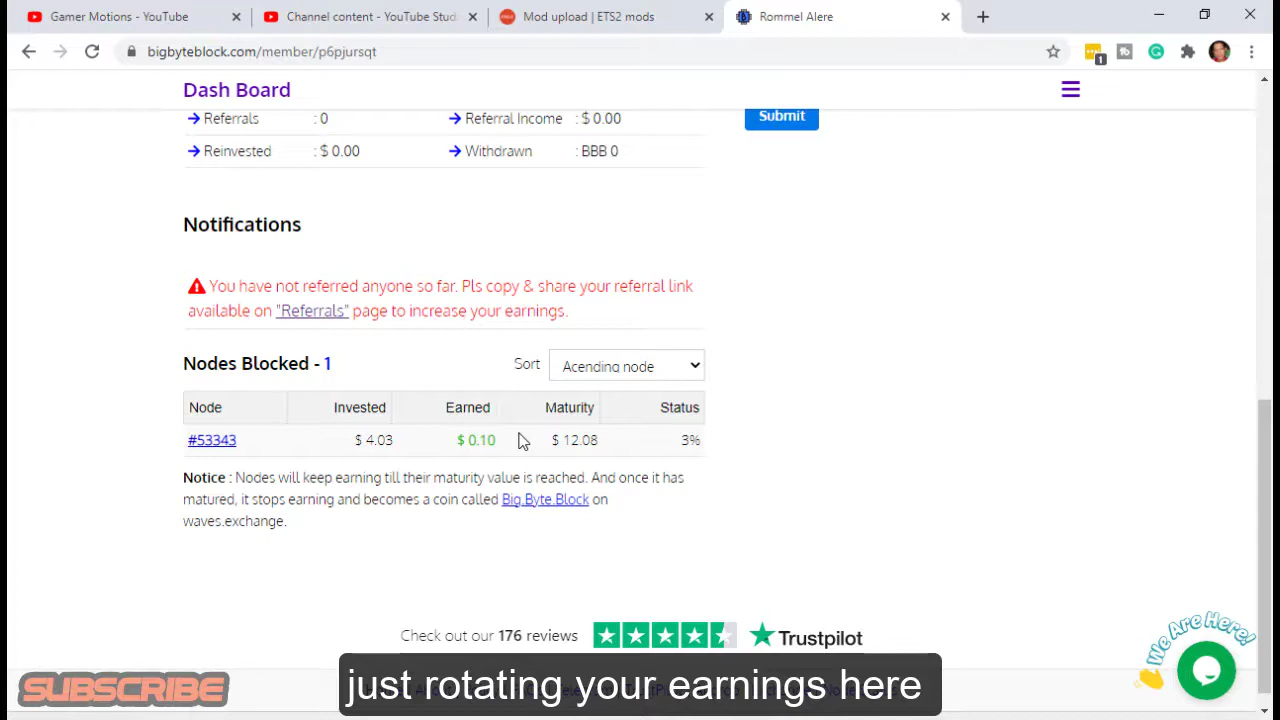 Gamer Motions - YouTube
Channel content - YouTube Stud
Mod upload | ETS2 mods
Rommel Alere
bigbyteblock.com/member/p6pjursqt
1
Dash Board
Referrals : 0 Referral Income : $ 0.00
Submit
Reinvested : $ 0.00 Withdrawn : BBB 0
Notifications
You have not referred anyone so far. Pls copy & share your referral link
available on "Referrals" page to increase your earnings.
Nodes Blocked - 1 Sort Acending node
Node Invested Earned Maturity Status
#53343 $ 4.03 $ 0.10 $ 12.08 3%
Notice : Nodes will keep earning till their maturity value is reached. And once it has
matured, it stops earning and becomes a coin called Big.Byte.Block on
waves.exchange.
We Are Here!
Check out our 176 reviews Trustpilot
SUBSCRIBE
just rotating your earnings here